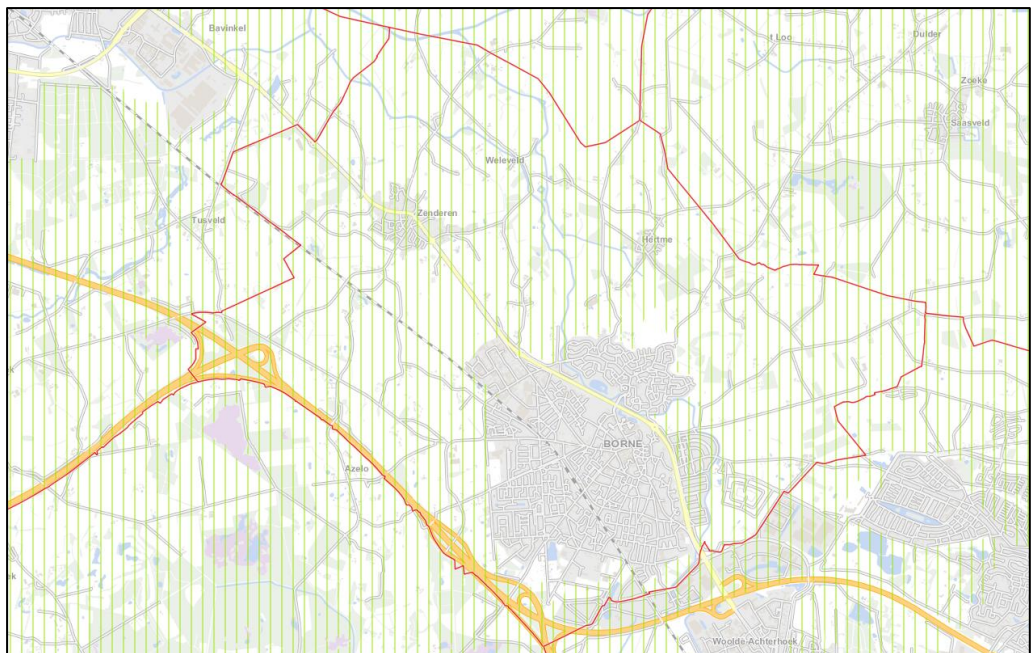 Bavinkel
t Loo
Dulder
Zoeke
Saasveld
Weleveld
Zenderen
Tusveld
Hertme
BORNE
Azelo
Woolde-Achterhoek